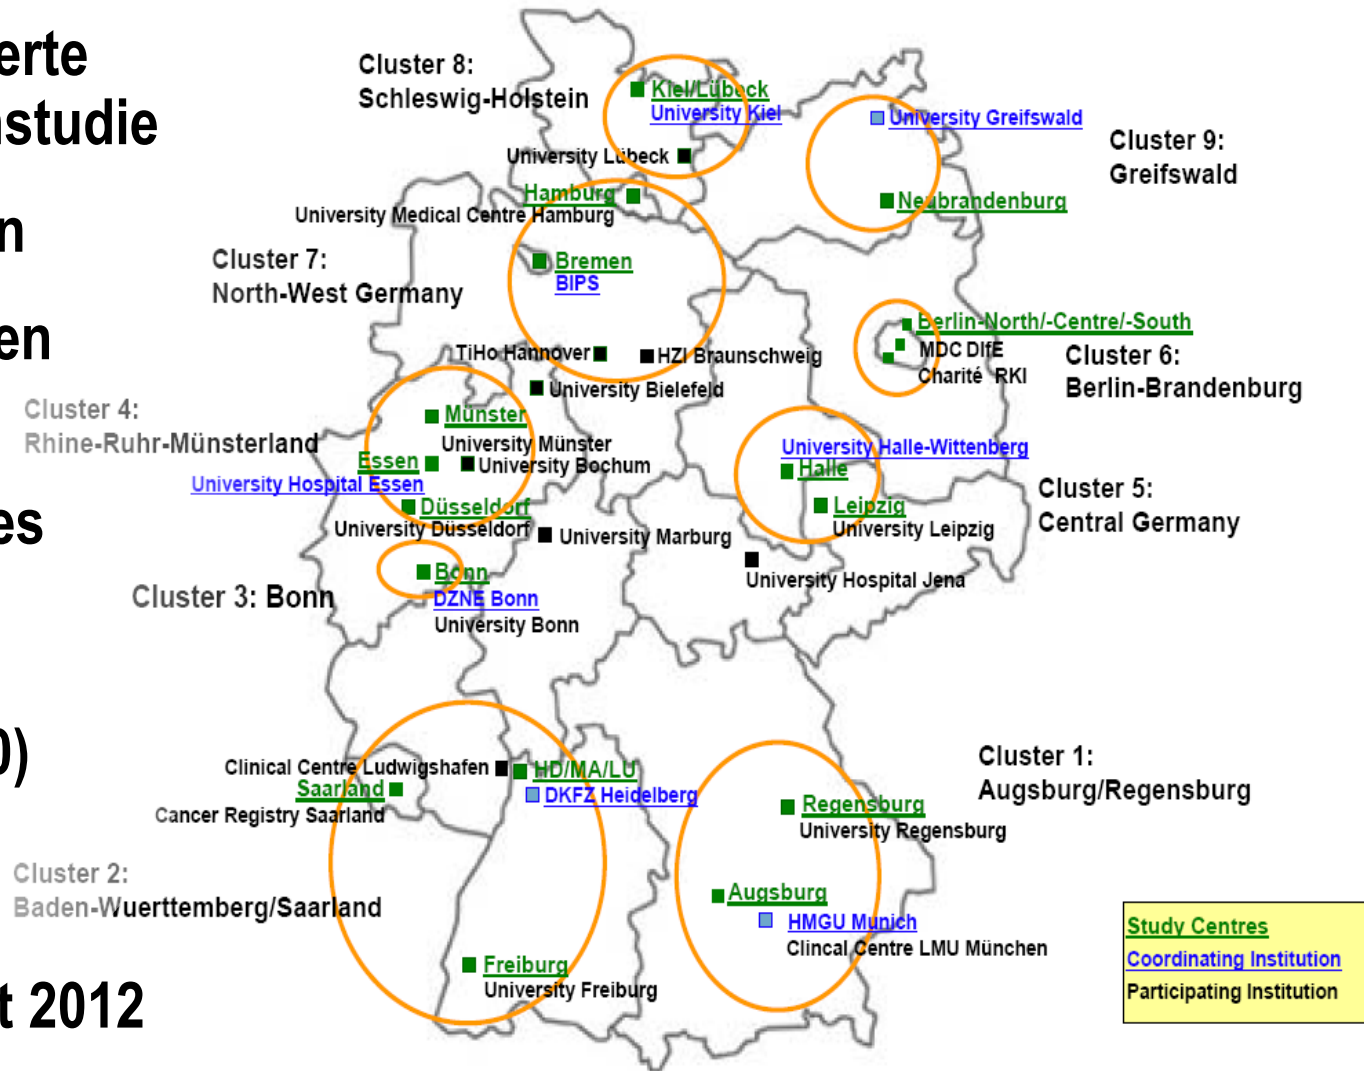 erte
nstudie
n
en
es
0)
t 2012
Cluster 8:
Schleswig-Holstein
Kiel/Lübeck
University Kiel
University Lübeck
University Greifswald
Neubrandenburg
Cluster 9:
Greifswald
Hamburg
University Medical Centre Hamburg
Bremen
BIPS
Cluster 7:
North-West Germany
TiHo Hannover
HZI Braunschweig
University Bielefeld
Berlin-North/-Centre/-South
MDC DIfE
Charité RKI
Cluster 6:
Berlin-Brandenburg
Cluster 4:
Rhine-Ruhr-Münsterland
Münster
University Münster
Essen
University Bochum
University Hospital Essen
Düsseldorf
University Düsseldorf
University Marburg
University Halle-Wittenberg
Halle
Leipzig
University Leipzig
Cluster 5:
Central Germany
University Hospital Jena
Cluster 3: Bonn
Bonn
DZNE Bonn
University Bonn
Clinical Centre Ludwigshafen
HD/MA/LU
DKFZ Heidelberg
Saarland
Cancer Registry Saarland
Cluster 2:
Baden-Wuerttemberg/Saarland
Freiburg
University Freiburg
Cluster 1:
Augsburg/Regensburg
Regensburg
University Regensburg
Augsburg
HMGU Munich
Clincal Centre LMU München
Study Centres
Coordinating Institution
Participating Institution